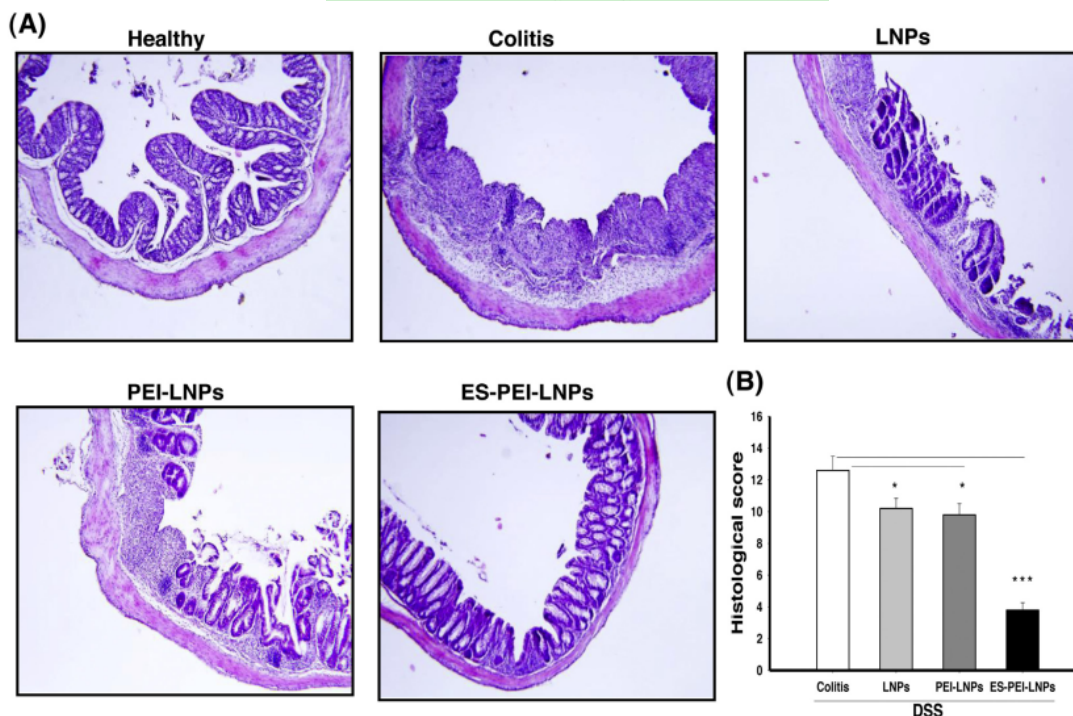 (A)
Healthy
Colitis
LNPs
PEI-LNPs
ES-PEI-LNPs
(B)
Histological score
16
14
12
10
8
6
4
2
0
*
*
***
Colitis LNPs PEI-LNPs ES-PEI-LNPs
DSS